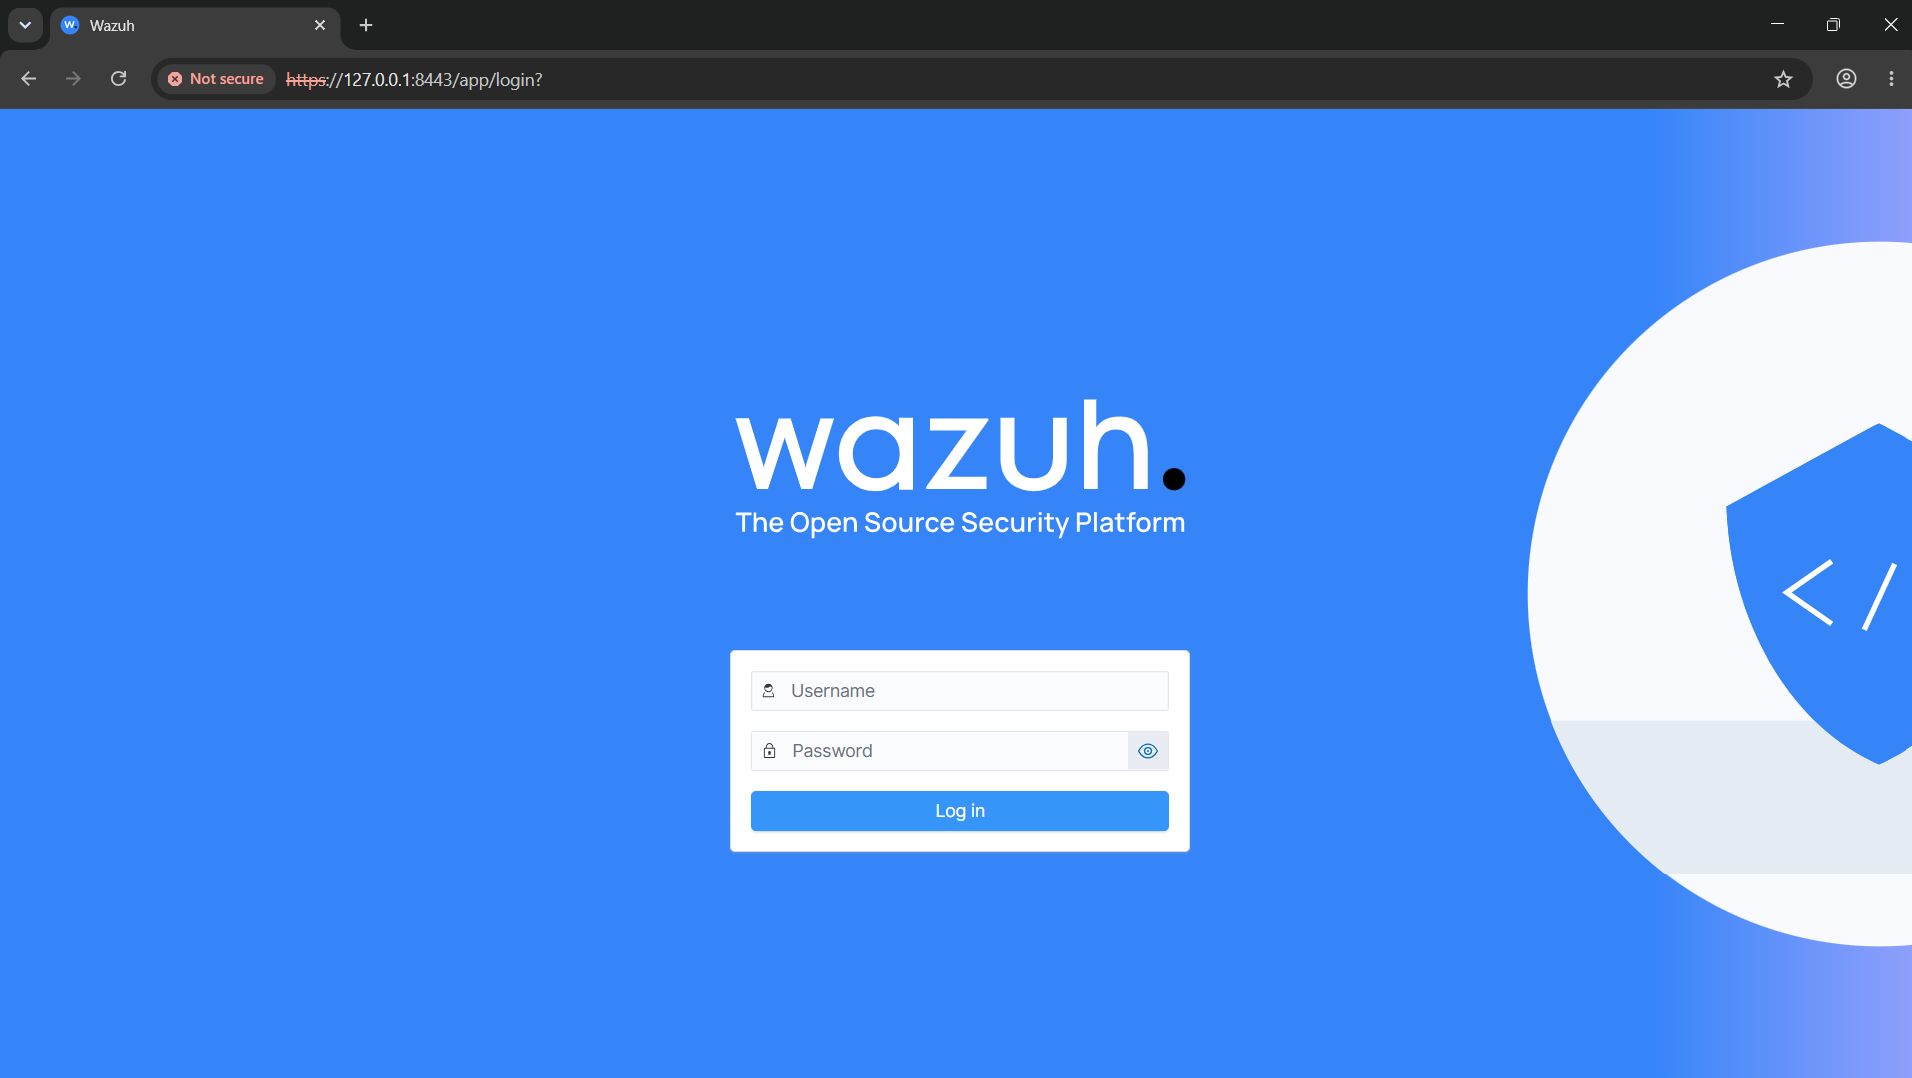 Wazuh
Not secure
https://127.0.0.1:8443/app/login?
wazuh.
The Open Source Security Platform
Username
Password
Log in